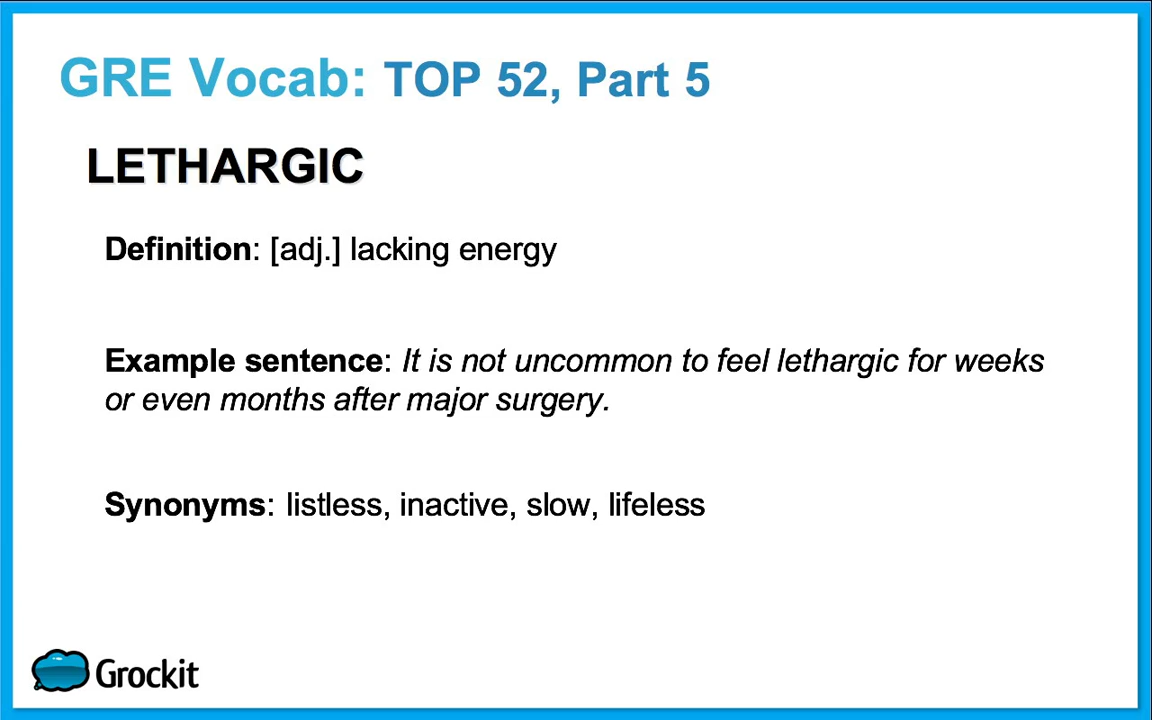 GRE Vocab: TOP 52, Part 5
LETHARGIC
Definition: [adj.] lacking energy
Example sentence: It is not uncommon to feel lethargic for weeks
or even months after major surgery.
Synonyms: listless, inactive, slow, lifeless
Grockit